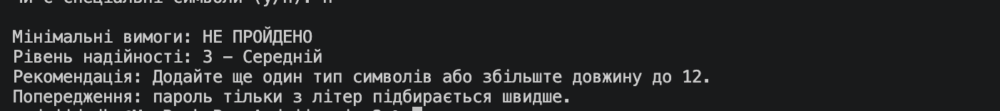 Чи є спеціальні символи (y/n): n
Мінімальні вимоги: НЕ ПРОЙДЕНО
Рівень надійності: 3 – Середній
Рекомендація: Додайте ще один тип символів або збільште довжину до 12.
Попередження: пароль тільки з літер підбирається швидше.